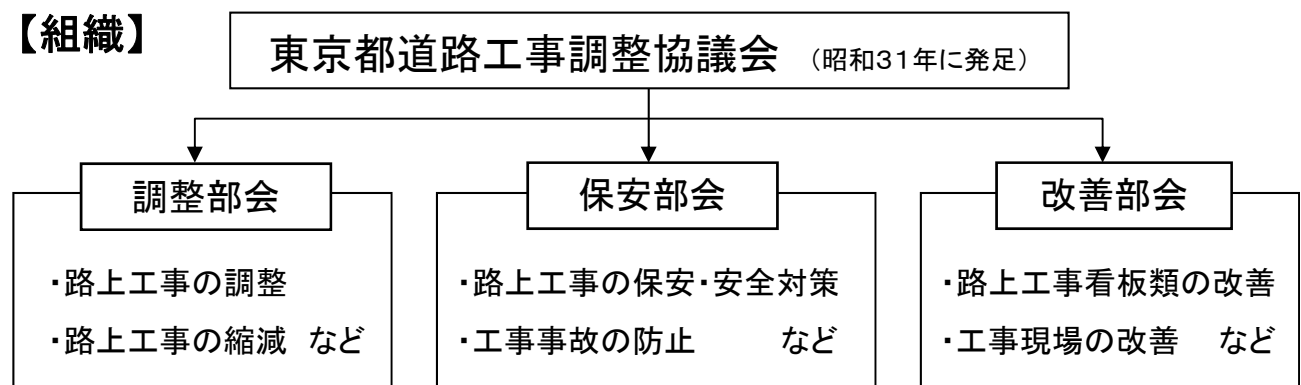 【組織】
東京都道路工事調整協議会 (昭和31年に発足)
調整部会
・路上工事の調整
・路上工事の縮減 など
保安部会
・路上工事の保安・安全対策
・工事事故の防止 など
改善部会
・路上工事看板類の改善
・工事現場の改善 など